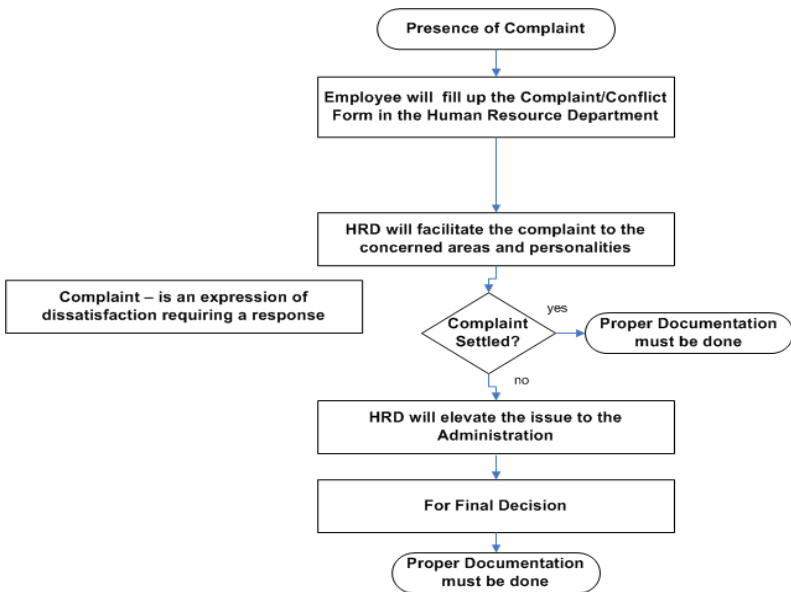 Presence of Complaint
Employee will fill up the Complaint/Conflict
Form in the Human Resource Department
HRD will facilitate the complaint to the
concerned areas and personalities
Complaint – is an expression of
dissatisfaction requiring a response
Complaint
Settled?
yes
Proper Documentation
must be done
no
HRD will elevate the issue to the
Administration
For Final Decision
Proper Documentation
must be done